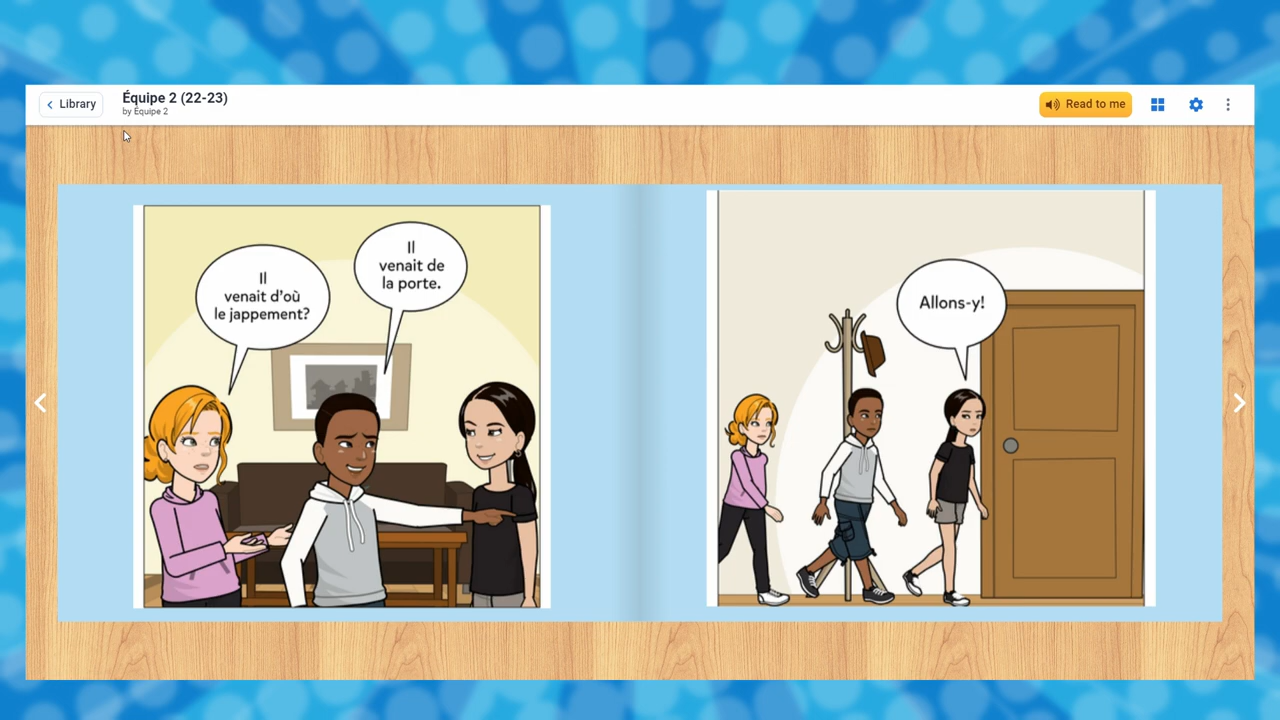 Library
Équipe 2 (22-23)
by Équipe 2
Read to me
Il
venait d'où
le jappement?
Il
venait de
la porte.
Allons-y!